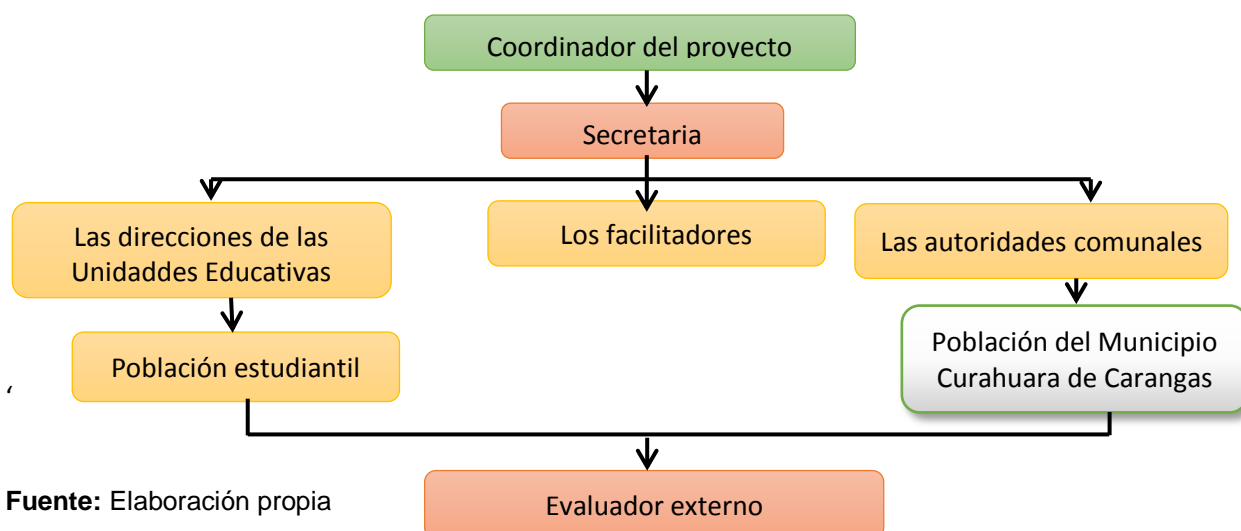 Coordinador del proyecto
Secretaria
Las direcciones de las
Unidaddes Educativas
Los facilitadores
Las autoridades comunales
Población estudiantil
Población del Municipio
Curahuara de Carangas
‘
Fuente: Elaboración propia
Evaluador externo